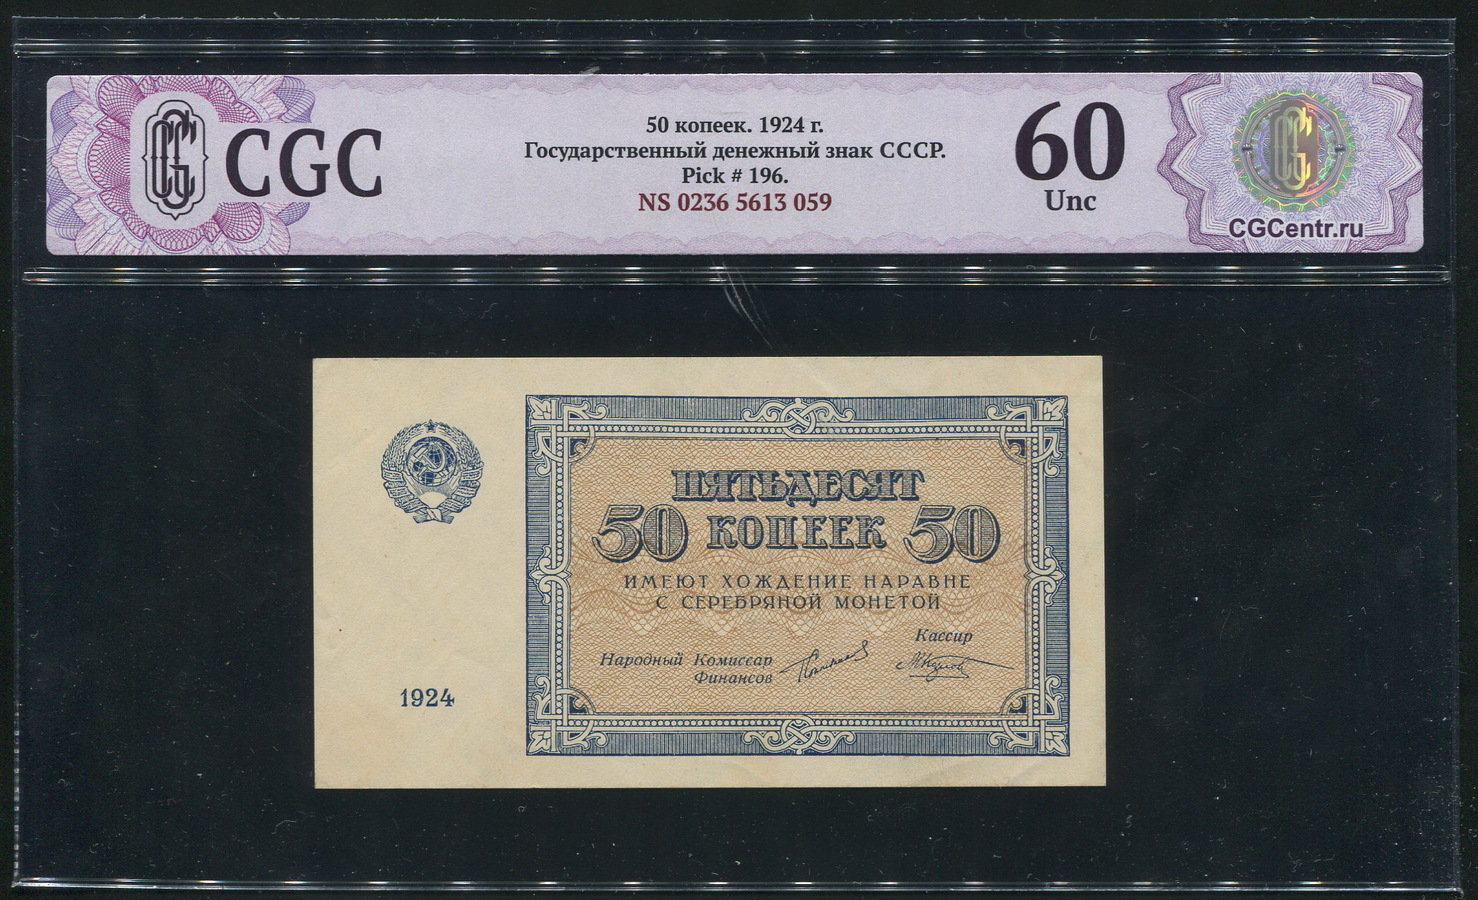 CGC
50 копеек. 1924 г.
Государственный денежный знак СССР.
Pick # 196.
NS 0236 5613 059
60
Unc
CGCentr.ru
ПЯТЬДЕСЯТ
50 КОПЕЕК 50
ИМЕЮТ ХОЖДЕНИЕ НАРАВНЕ
С СЕРЕБРЯНОЙ МОНЕТОЙ
Кассир
Народный Комиссар
Финансов
1924